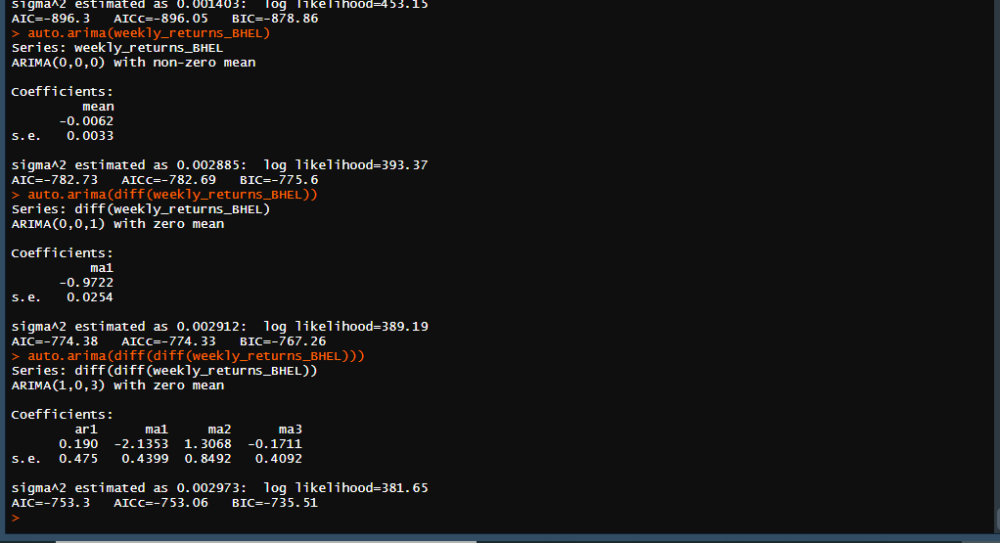 sigma^2 estimated as 0.001403:  log likelihood=453.15
AIC=-896.3   AICc=-896.05   BIC=-878.86
> auto.arima(weekly_returns_BHEL)
Series: weekly_returns_BHEL
ARIMA(0,0,0) with non-zero mean
Coefficients:
         mean
      -0.0062
s.e.   0.0033
sigma^2 estimated as 0.002885:  log likelihood=393.37
AIC=-782.73   AICc=-782.69   BIC=-775.6
> auto.arima(diff(weekly_returns_BHEL))
Series: diff(weekly_returns_BHEL)
ARIMA(0,0,1) with zero mean
Coefficients:
          ma1
      -0.9722
s.e.   0.0254
sigma^2 estimated as 0.002912:  log likelihood=389.19
AIC=-774.38   AICc=-774.33   BIC=-767.26
> auto.arima(diff(diff(weekly_returns_BHEL)))
Series: diff(diff(weekly_returns_BHEL))
ARIMA(1,0,3) with zero mean
Coefficients:
        ar1      ma1     ma2      ma3
      0.190  -2.1353  1.3068  -0.1711
s.e.  0.475   0.4399  0.8492   0.4092
sigma^2 estimated as 0.002973:  log likelihood=381.65
AIC=-753.3   AICc=-753.06   BIC=-735.51
>